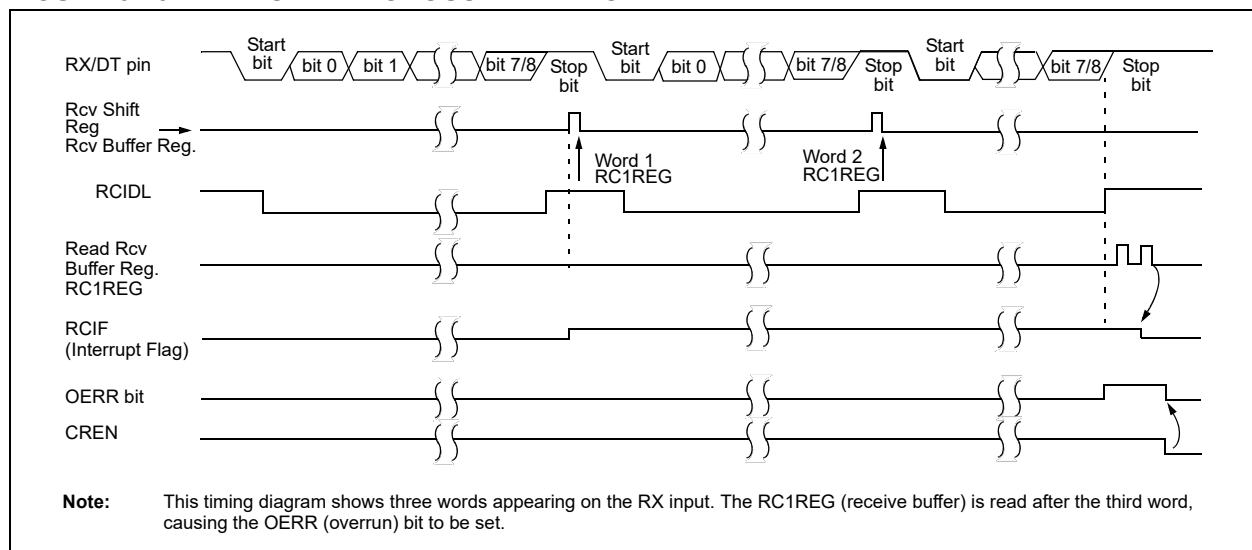 Start bit
bit 0
bit 1
bit 7/8
Stop bit
Start bit
bit 0
bit 7/8
Stop bit
Start bit
bit 7/8
Stop bit
RX/DT pin
Rcv Shift
Reg
Rcv Buffer Reg.
Word 1
RC1REG
Word 2
RC1REG
RCIDL
Read Rcv
Buffer Reg.
RC1REG
RCIF
(Interrupt Flag)
OERR bit
CREN
Note: This timing diagram shows three words appearing on the RX input. The RC1REG (receive buffer) is read after the third word,
causing the OERR (overrun) bit to be set.